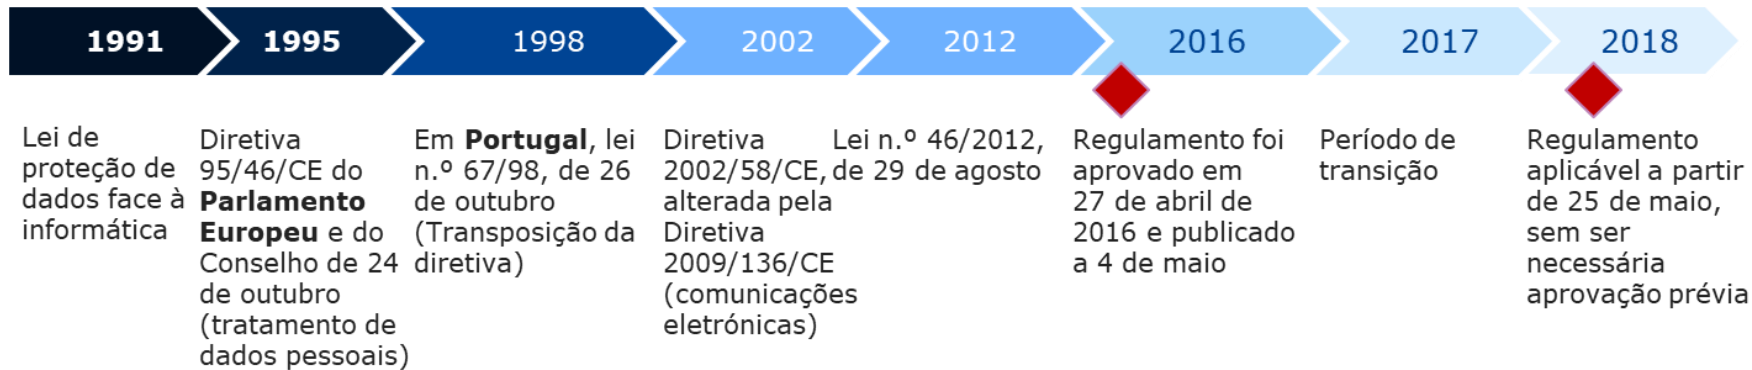 1991
1995
1998
2002
2012
2016
2017
2018
Lei de
proteção de
dados face à
informática
Diretiva
95/46/CE do
Parlamento
Europeu e do
Conselho de 24
de outubro
(tratamento de
dados pessoais)
Em Portugal, lei
n.º 67/98, de 26
de outubro
(Transposição da
diretiva)
Diretiva
2002/58/CE,
alterada pela
Diretiva
2009/136/CE
(comunicações
eletrónicas)
Lei n.º 46/2012,
de 29 de agosto
Regulamento foi
aprovado em
27 de abril de
2016 e publicado
a 4 de maio
Período de
transição
Regulamento
aplicável a partir
de 25 de maio,
sem ser
necessária
aprovação prévia